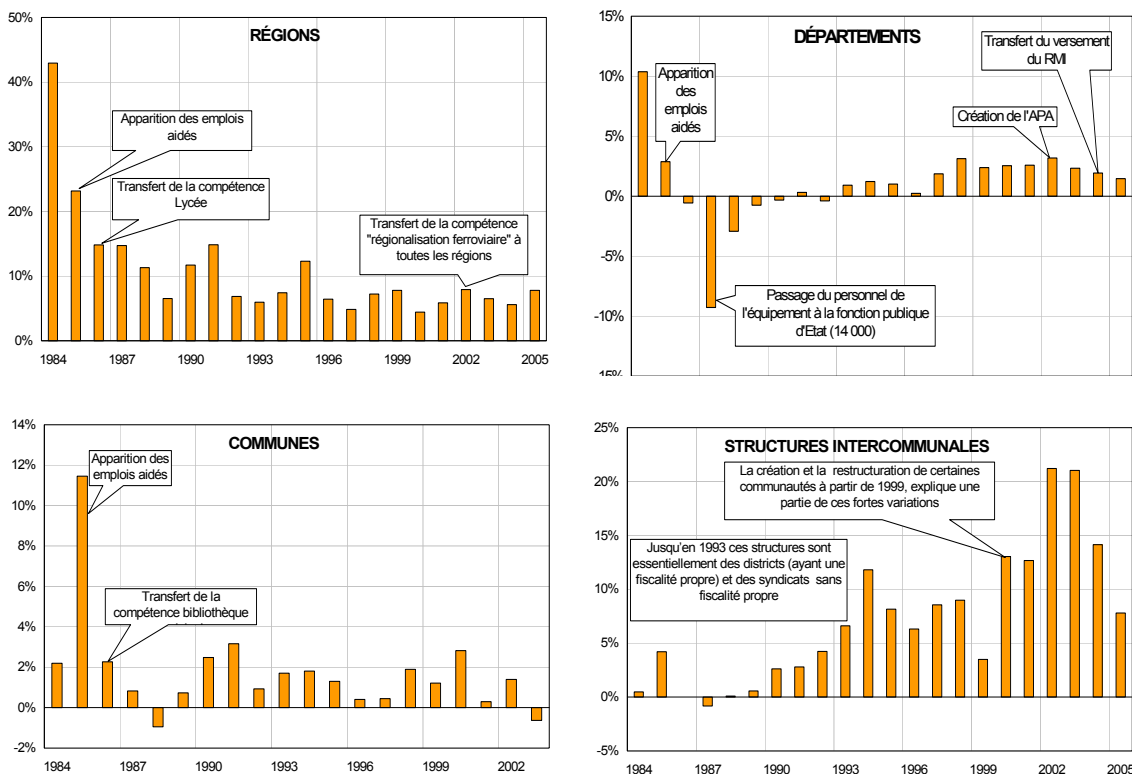 RÉGIONS
50%
40%
30%
20%
10%
0%
Apparition des emplois
aidés
Transfert de la compétence
Lycée
Transfert de la compétence
"régionalisation ferroviaire" à
toutes les régions
1984 1987 1990 1993 1996 1999 2002 2005
DÉPARTEMENTS
15%
10%
5%
0%
-5%
-10%
-15%
Apparition
des
emplois
aidés
Transfert du versement
du RMI
Création de l'APA
Passage du personnel de
l'équipement à la fonction publique
d'Etat (14 000)
COMMUNES
14%
12%
10%
8%
6%
4%
2%
0%
-2%
Apparition des
emplois aidés
Transfert de la
compétence bibliothèque
1984 1987 1990 1993 1996 1999 2002
STRUCTURES INTERCOMMUNALES
25%
20%
15%
10%
5%
0%
-5%
La création et la restructuration de certaines
communautés à partir de 1999, explique une
partie de ces fortes variations
Jusqu'en 1993 ces structures sont
essentiellement des districts (ayant une
fiscalité propre) et des syndicats sans
fiscalité propre
1984 1987 1990 1993 1996 1999 2002 2005